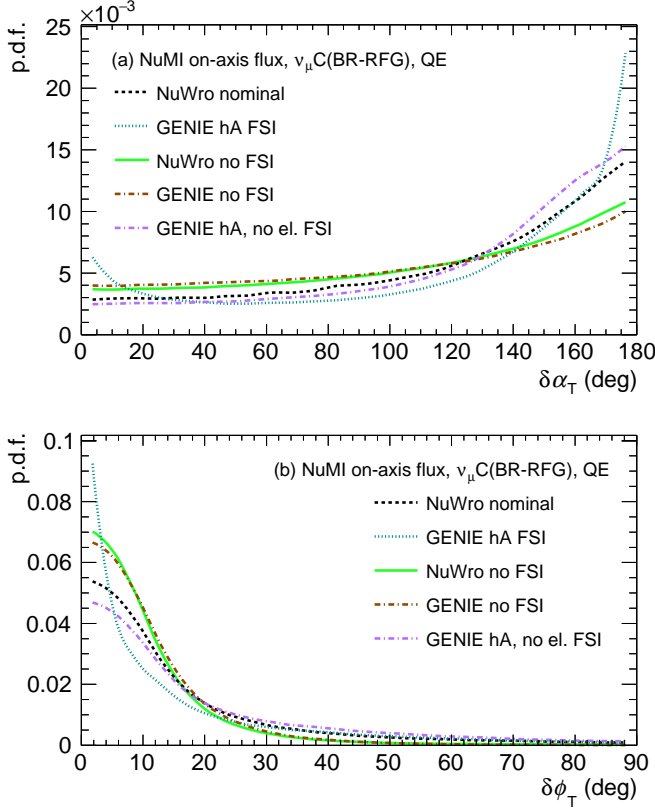 ×10⁻³
p.d.f.
25
20
15
10
5
0
(a) NuMI on-axis flux, νμC(BR-RFG), QE
NuWro nominal
GENIE hA FSI
NuWro no FSI
GENIE no FSI
GENIE hA, no el. FSI
0 20 40 60 80 100 120 140 160 180
δα_T (deg)
p.d.f.
0.1
0.08
0.06
0.04
0.02
0
(b) NuMI on-axis flux, νμC(BR-RFG), QE
NuWro nominal
GENIE hA FSI
NuWro no FSI
GENIE no FSI
GENIE hA, no el. FSI
0 10 20 30 40 50 60 70 80 90
δϕ_T (deg)